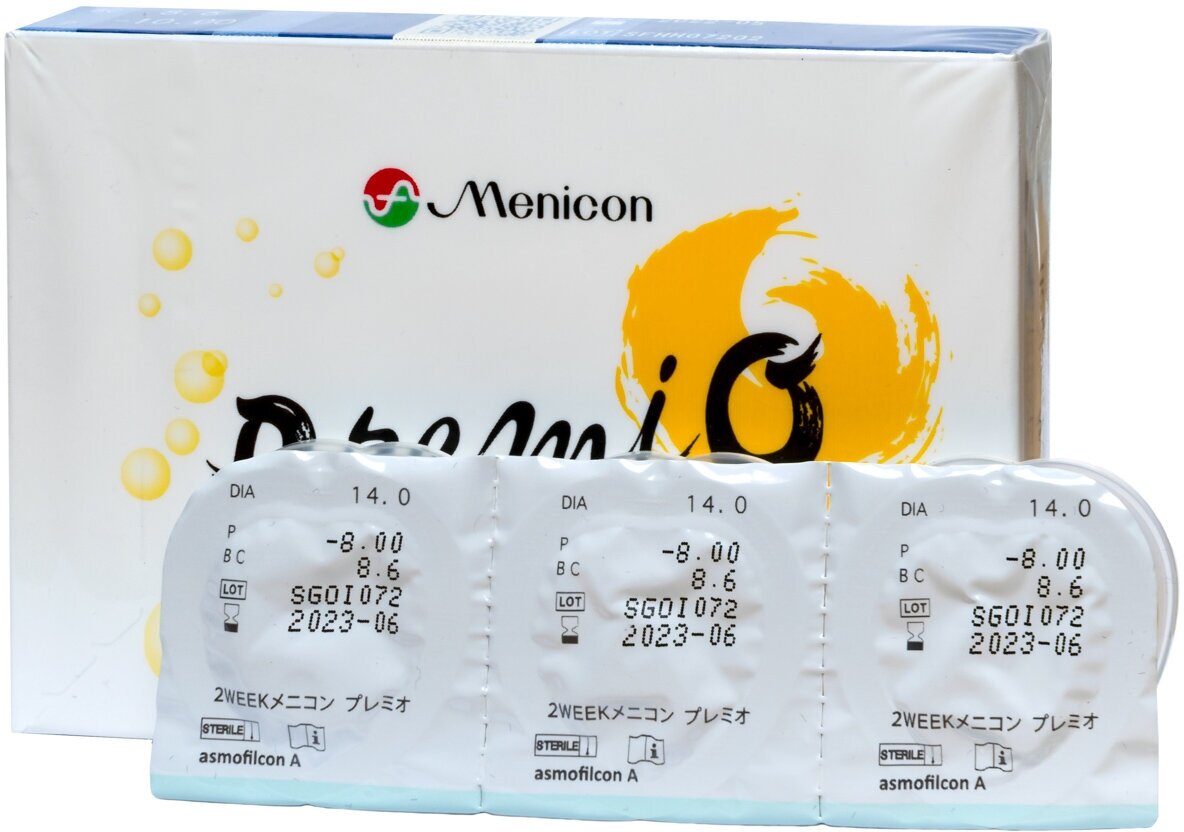 LOT SFHH07202
Menicon
PremiO
DIA 14.0
P -8.00
BC 8.6
LOT SGOI072
2023-06
2WEEKメニコン プレミオ
STERILE
asmofilcon A
DIA 14.0
P -8.00
BC 8.6
LOT SGOI072
2023-06
2WEEKメニコン プレミオ
STERILE
asmofilcon A
DIA 14.0
P -8.00
BC 8.6
LOT SGOI072
2023-06
2WEEKメニコン プレミオ
STERILE
asmofilcon A